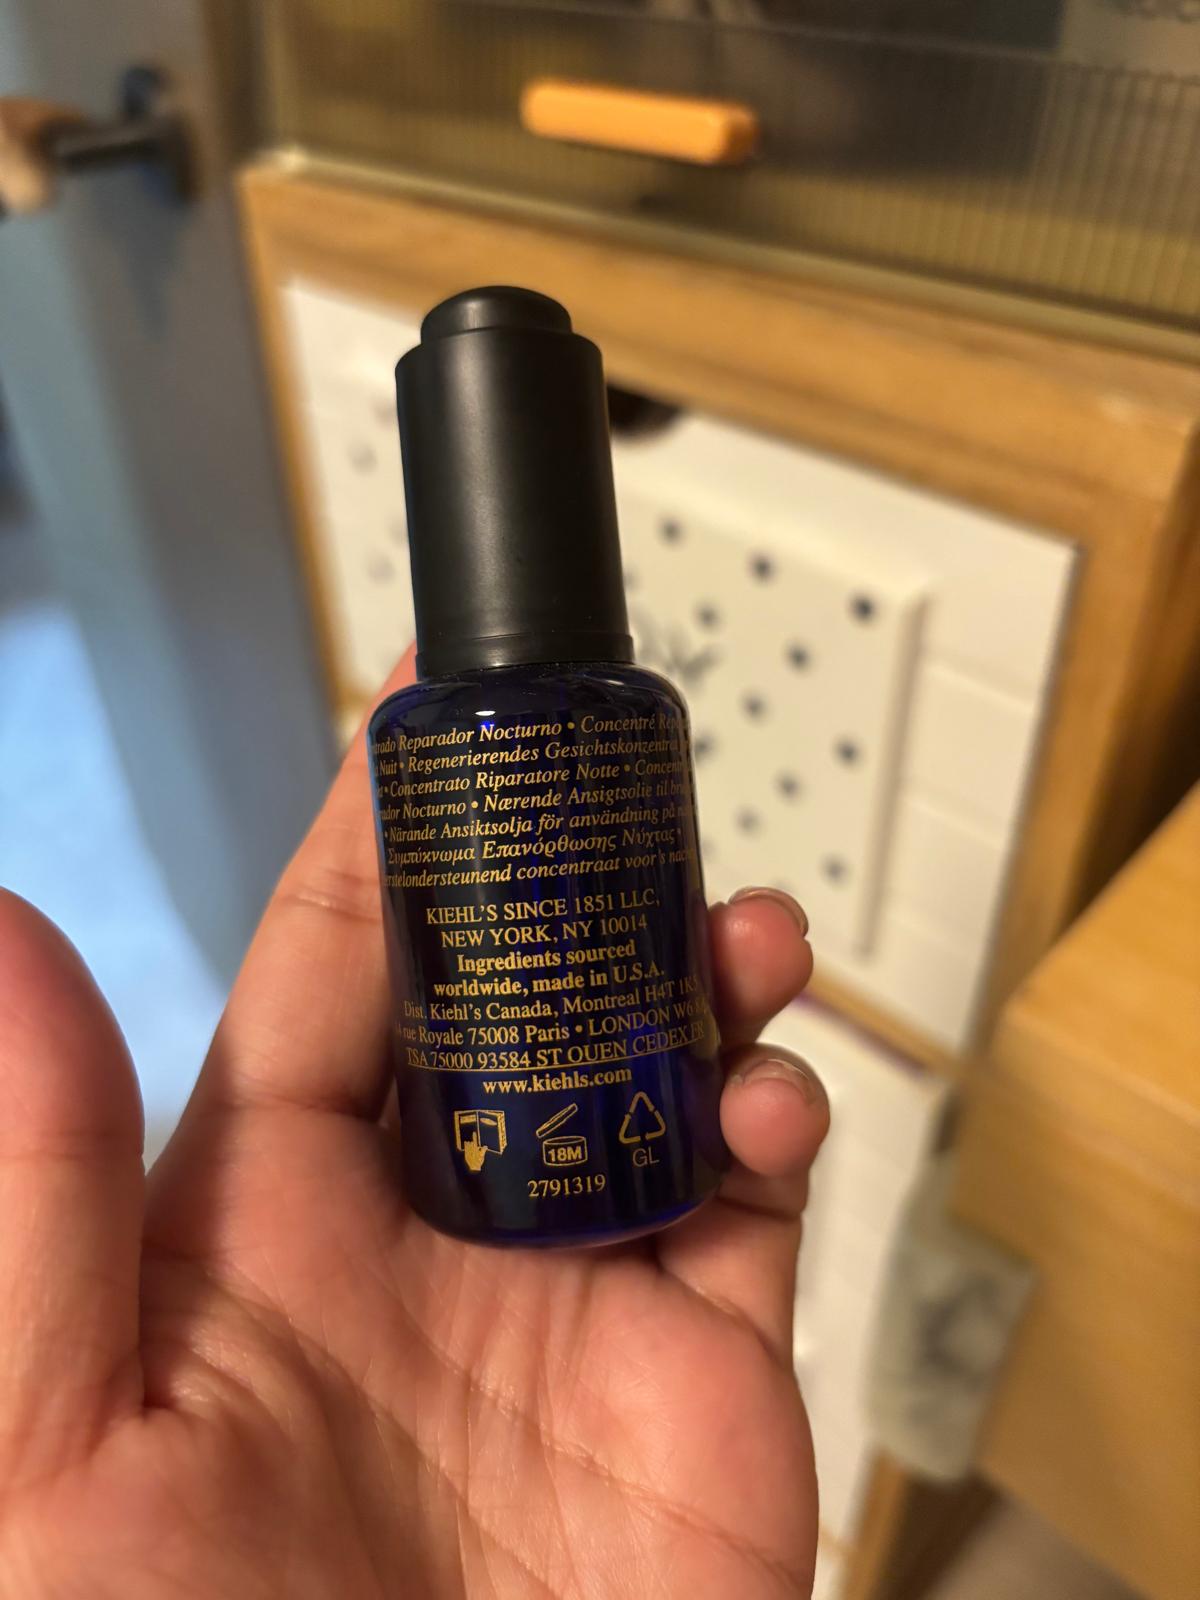 Reparador Nocturno • Concentré
Nuit • Regenerierendes Gesichtskonzentrat
• Concentrato Riparatore Notte •
Nocturno • Nærende Ansigtsolie til
• Närande Ansiktsolja för användning på
Συμπύκνωμα Επανόρθωσης Νύχτας •
concentraat voor's
KIEHL'S SINCE 1851 LLC,
NEW YORK, NY 10014
Ingredients sourced
worldwide, made in U.S.A.
Dist. Kiehl's Canada, Montreal H4T 1K5
rue Royale 75008 Paris • LONDON
TSA 75000 93584 ST OUEN CEDEX FR
www.kiehls.com
18M
GL
2791319